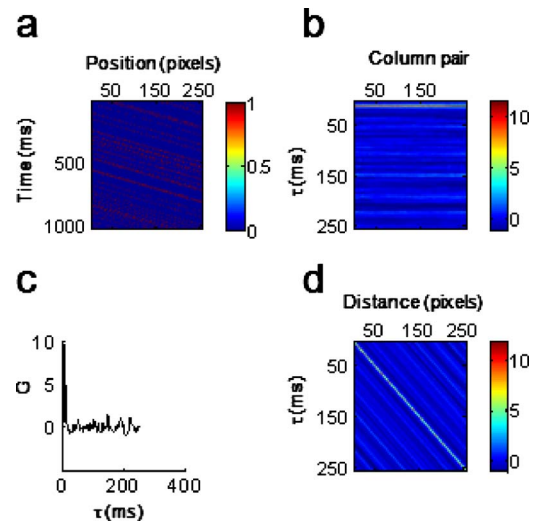 a
Position (pixels)
50 150 250
Time (ms)
500
1000
1
0.5
0
b
Column pair
50 150
τ(ms)
50
150
250
10
5
0
c
G
10
5
0
0 200 400
τ(ms)
d
Distance (pixels)
50 150 250
τ(ms)
50
150
250
10
5
0